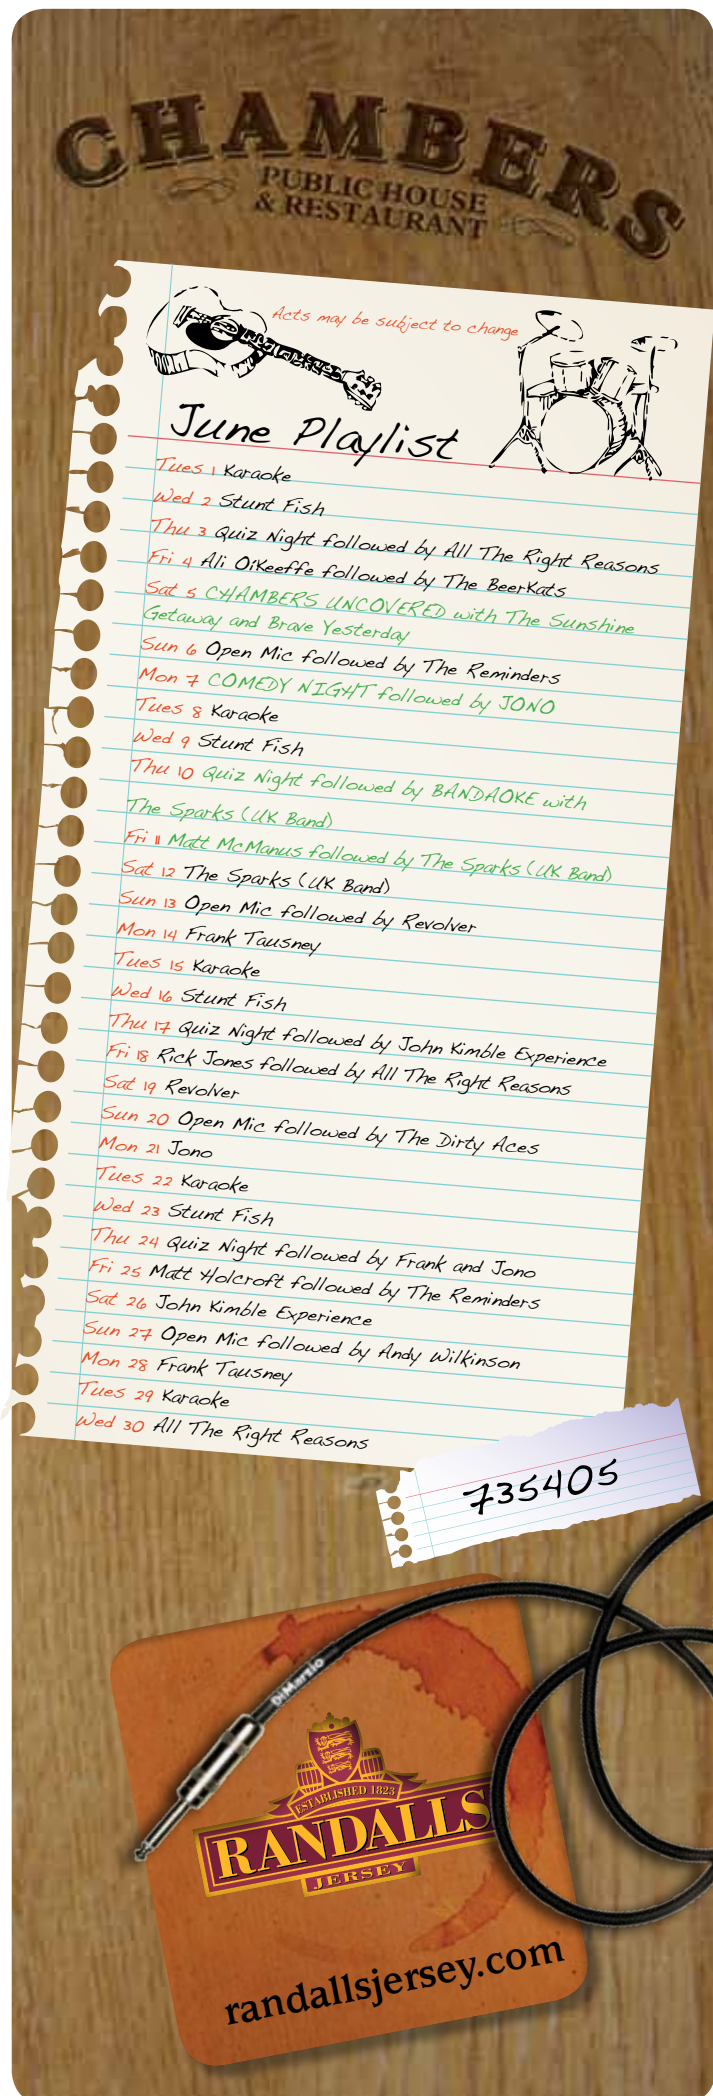 CHAMBERS
PUBLIC HOUSE
& RESTAURANT
Acts may be subject to change
June Playlist
Tues 1 Karaoke
Wed 2 Stunt Fish
Thu 3 Quiz Night followed by All The Right Reasons
Fri 4 Ali OiKeeffe followed by The BeerKats
Sat 5 CHAMBERS UNCOVERED with The Sunshine
Getaway and Brave Yesterday
Sun 6 Open Mic followed by The Reminders
Mon 7 COMEDY NIGHT followed by JONO
Tues 8 Karaoke
Wed 9 Stunt Fish
Thu 10 Quiz Night followed by BANDAOKE with
The Sparks (UK Band)
Fri 11 Matt McManus followed by The Sparks (UK Band)
Sat 12 The Sparks (UK Band)
Sun 13 Open Mic followed by Revolver
Mon 14 Frank Tausney
Tues 15 Karaoke
Wed 16 Stunt Fish
Thu 17 Quiz Night followed by John Kimble Experience
Fri 18 Rick Jones followed by All The Right Reasons
Sat 19 Revolver
Sun 20 Open Mic followed by The Dirty Aces
Mon 21 Jono
Tues 22 Karaoke
Wed 23 Stunt Fish
Thu 24 Quiz Night followed by Frank and Jono
Fri 25 Matt Holcroft followed by The Reminders
Sat 26 John Kimble Experience
Sun 27 Open Mic followed by Andy Wilkinson
Mon 28 Frank Tausney
Tues 29 Karaoke
Wed 30 All The Right Reasons
735405
DiMarzio
ESTABLISHED 1823
RANDALLS
JERSEY
randallsjersey.com